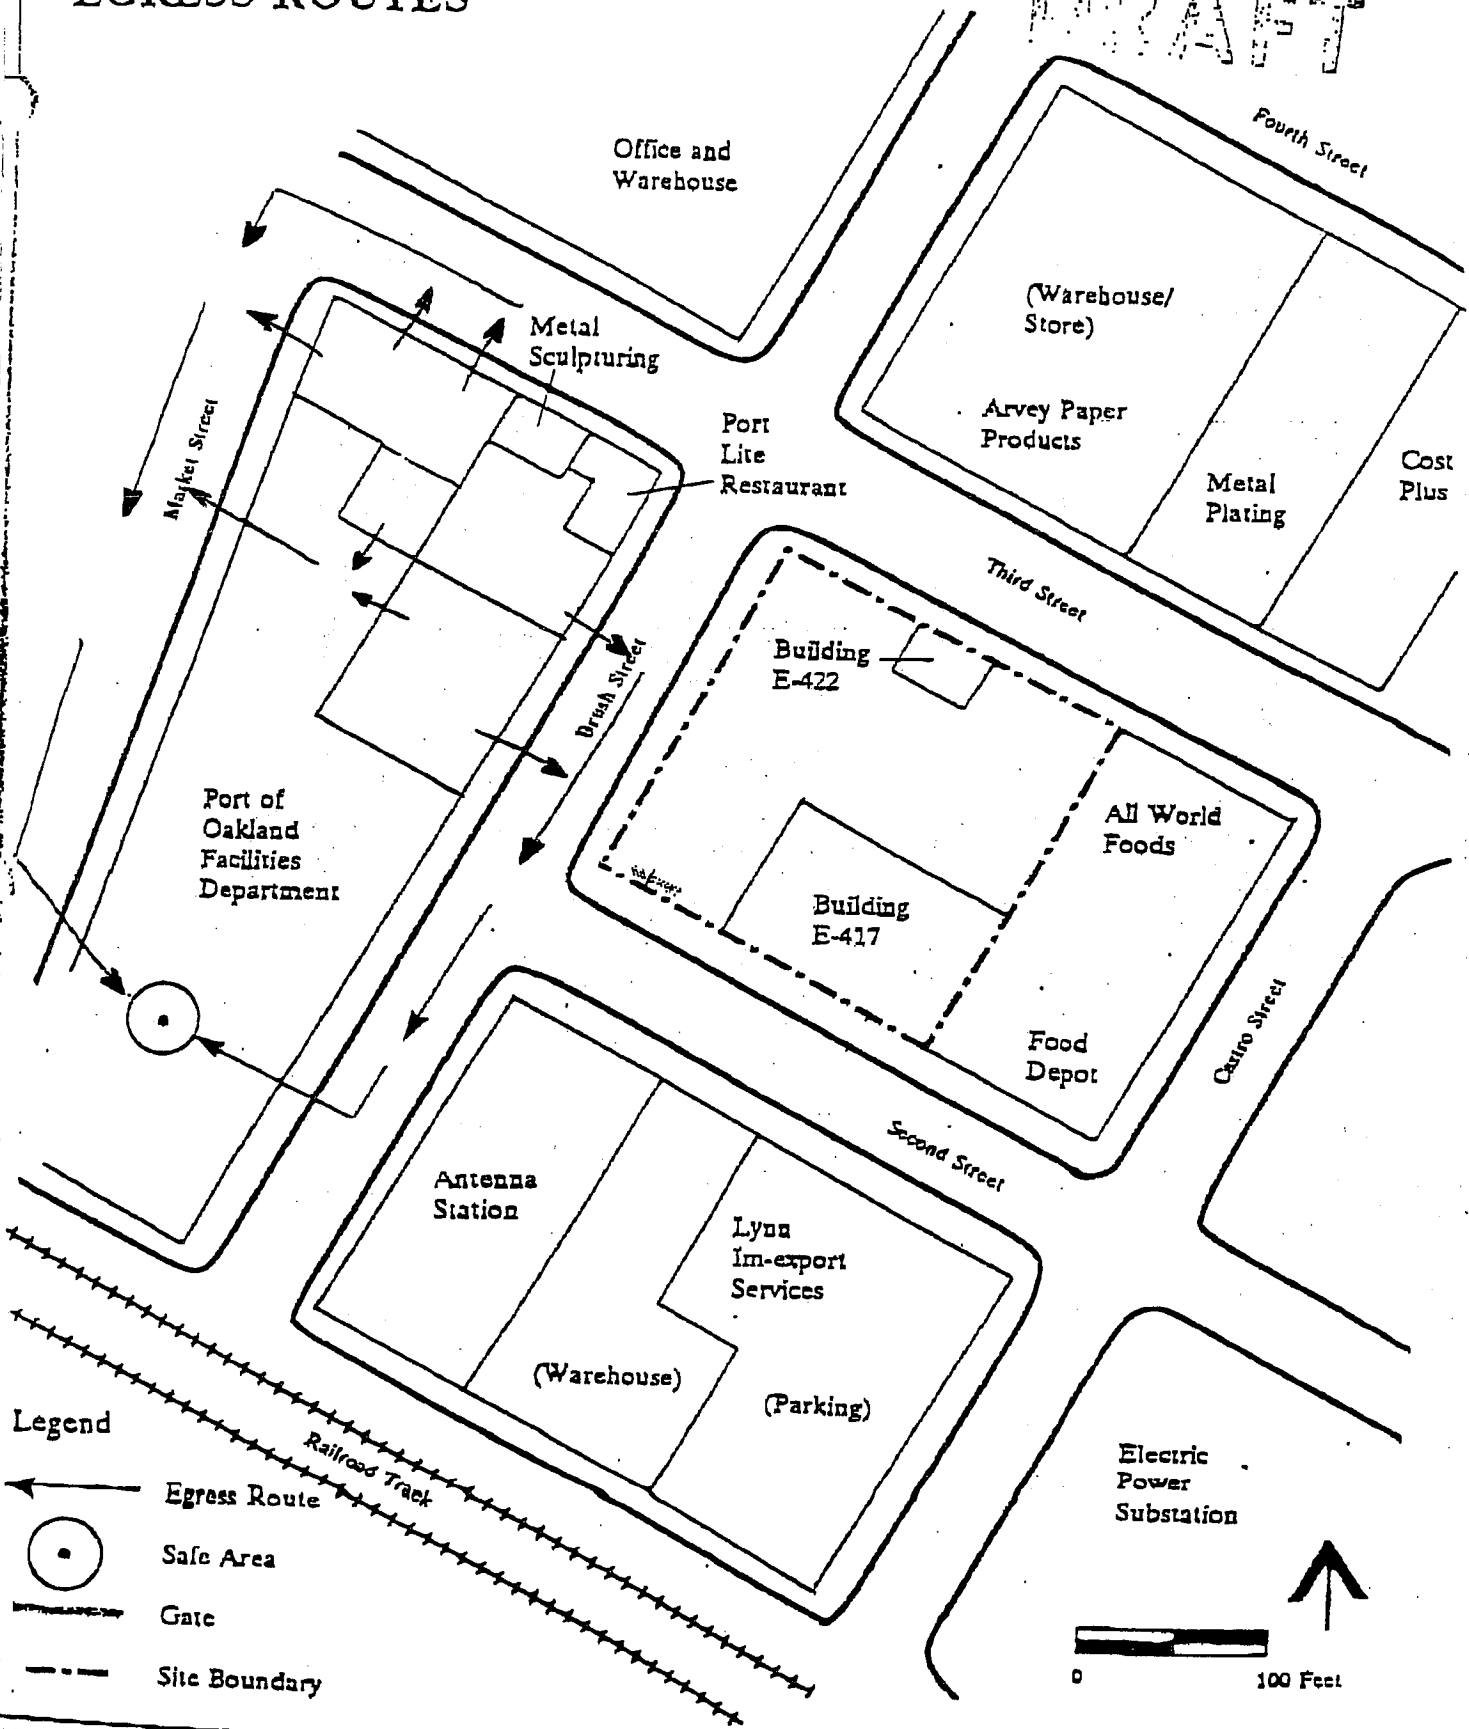 EGRESS ROUTES
DRAFT
Fourth Street
Office and
Warehouse
(Warehouse/
Store)
Metal
Sculpturing
Arvey Paper
Products
Port
Lite
Restaurant
Cost
Plus
Metal
Plating
Market Street
Third Street
Building
E-422
Brush Street
Port of
Oakland
Facilities
Department
All World
Foods
Building
E-417
Food
Depot
Castro Street
Second Street
Antenna
Station
Lynn
Im-export
Services
(Warehouse)
(Parking)
Railroad Track
Electric
Power
Substation
Legend
Egress Route
Safe Area
Gate
Site Boundary
0 100 Feet